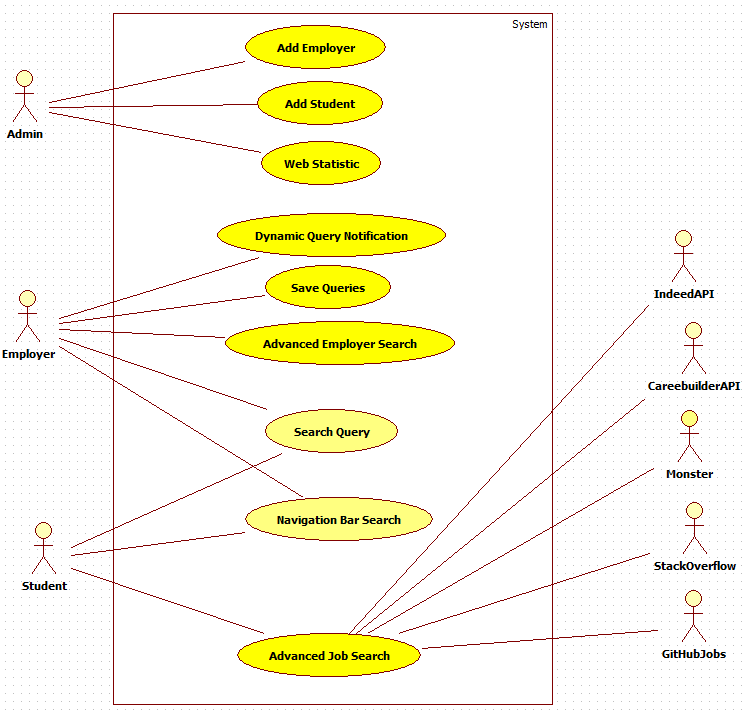 System
Add Employer
Add Student
Admin
Web Statistic
Dynamic Query Notification
Save Queries
IndeedAPI
Advanced Employer Search
Employer
CareebuilderAPI
Search Query
Monster
Navigation Bar Search
StackOverflow
Student
Advanced Job Search
GitHubJobs